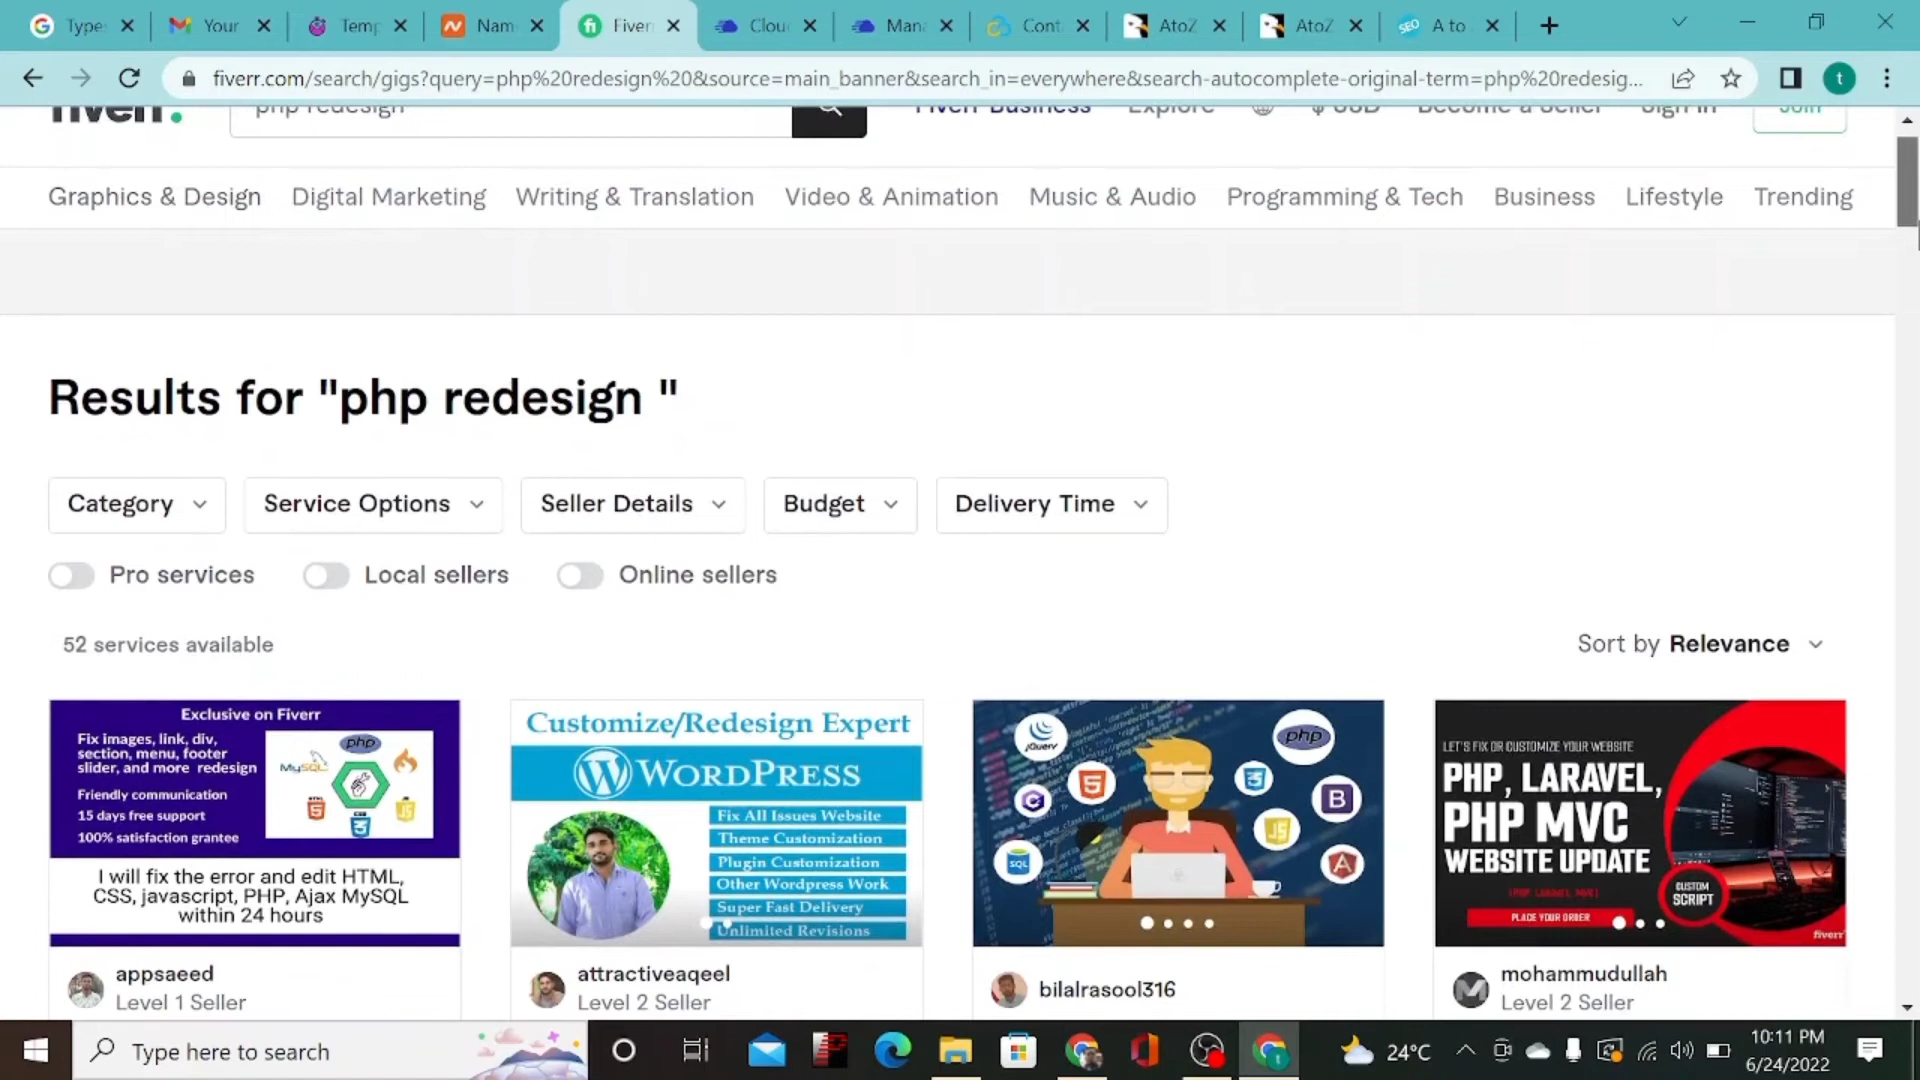 Type
Your
Temp
Nam
Fiver
Clou
Mana
Cont
AtoZ
AtoZ
SEO
A to
fiverr.com/search/gigs?query=php%20redesign%20&source=main_banner&search_in=everywhere&search-autocomplete-original-term=php%20redesig...
t
fiverr.
php redesign
Fiverr Business
Explore
$ USD
Become a Seller
Sign in
Join
Graphics & Design
Digital Marketing
Writing & Translation
Video & Animation
Music & Audio
Programming & Tech
Business
Lifestyle
Trending
Results for "php redesign "
Category
Service Options
Seller Details
Budget
Delivery Time
Pro services
Local sellers
Online sellers
52 services available
Sort by Relevance
Exclusive on Fiverr
Fix images, link, div,
section, menu, footer
slider, and more redesign
Friendly communication
15 days free support
100% satisfaction grantee
php
MySQL
I will fix the error and edit HTML,
CSS, javascript, PHP, Ajax MySQL
within 24 hours
appsaeed
Level 1 Seller
Customize/Redesign Expert
WORDPRESS
Fix All Issues Website
Theme Customization
Plugin Customization
Other Wordpress Work
Super Fast Delivery
Unlimited Revisions
attractiveaqeel
Level 2 Seller
jQuery
php
SQL
JS
B
bilalrasool316
LET'S FIX OR CUSTOMIZE YOUR WEBSITE
PHP, LARAVEL,
PHP MVC
WEBSITE UPDATE
(PHP Laravel, MVC)
PLACE YOUR ORDER
CUSTOM
SCRIPT
fiverr
mohammudullah
Level 2 Seller
Type here to search
24°C
10:11 PM
6/24/2022